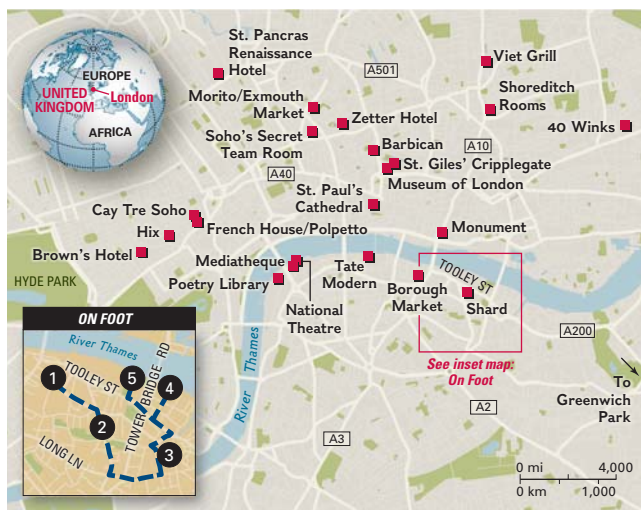 St. Pancras
Renaissance
Hotel
A501
Viet Grill
EUROPE
UNITED
KINGDOM
London
AFRICA
Morito/Exmouth
Market
Zetter Hotel
Shoreditch
Rooms
40 Winks
Soho's Secret
Team Room
Barbican
A10
St. Giles' Cripplegate
A40
Museum of London
St. Paul's
Cathedral
Cay Tre Soho
French House/Polpetto
Hix
Monument
Brown's Hotel
HYDE PARK
Mediatheque
Poetry Library
Tate
Modern
TOOLEY ST
Borough
Market
Shard
National
Theatre
A200
See inset map:
On Foot
To
Greenwich
Park
River Thames
A2
A3
0 mi 4,000
0 km 1,000
ON FOOT
River Thames
TOOLEY ST
TOWER BRIDGE RD
LONG LN
1
5
4
2
3